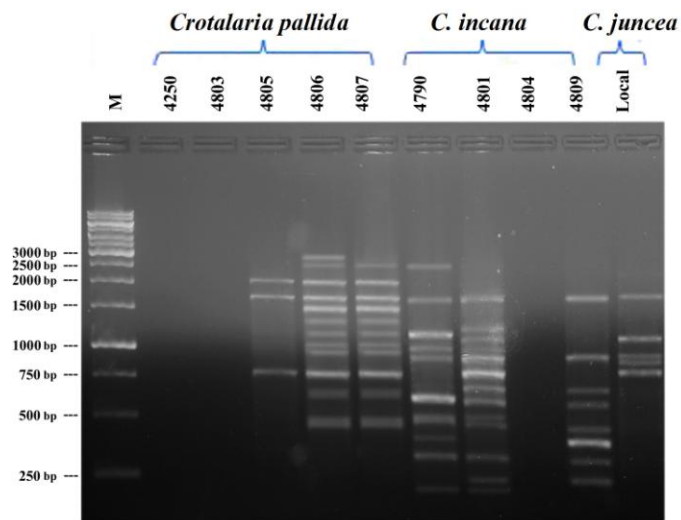 Crotalaria pallida C. incana C. juncea
M 4250 4803 4805 4806 4807 4790 4801 4804 4809 Local
3000 bp ---
2500 bp ---
2000 bp ---
1500 bp ---
1000 bp ---
750 bp ---
500 bp ---
250 bp ---